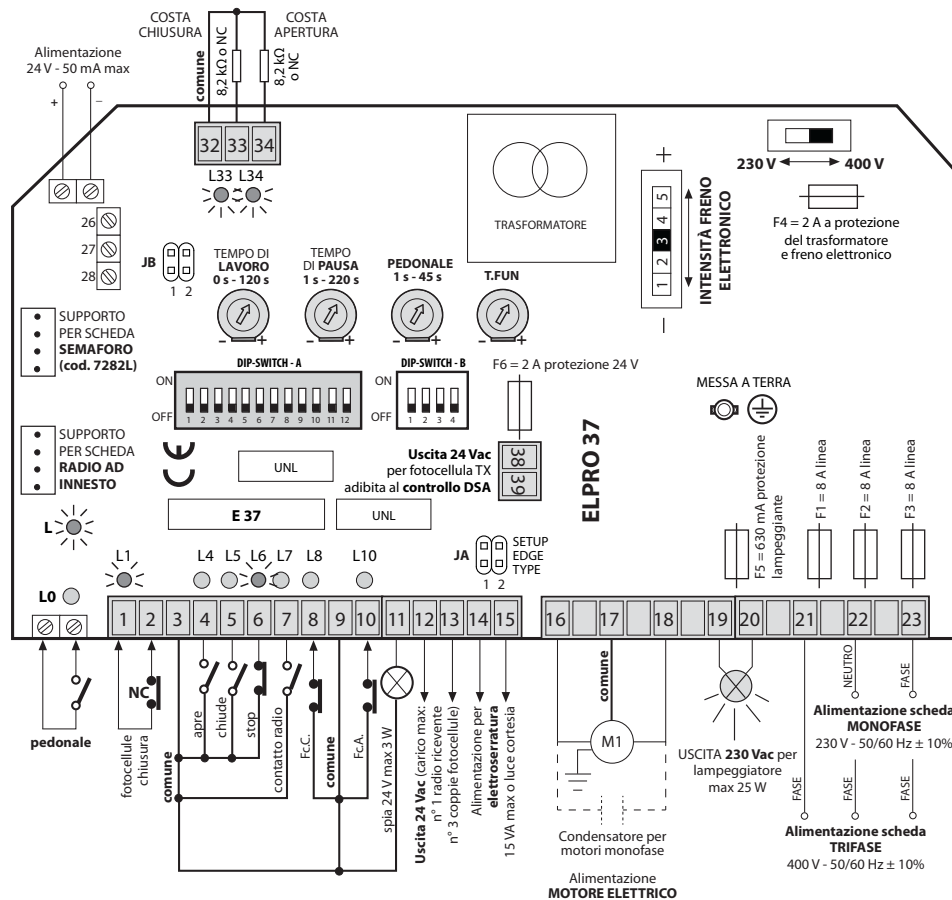 COSTA
CHIUSURA
COSTA
APERTURA
Alimentazione
24 V - 50 mA max
+
–
comune
8,2 kΩ o NC
8,2 kΩ
o NC
32 33 34
L33 L34
26
27
28
JB
1 2
TEMPO DI
LAVORO
0 s - 120 s
- +
TEMPO
DI PAUSA
1 s - 220 s
- +
PEDONALE
1 s - 45 s
- +
T.FUN
- +
TRASFORMATORE
+
5
4
3
2
1
–
INTENSITÀ FRENO
ELETTRONICO
230 V 400 V
F4 = 2 A a protezione
del trasformatore
e freno elettronico
SUPPORTO
PER SCHEDA
SEMAFORO
(cod. 7282L)
DIP-SWITCH - A
ON
OFF
1 2 3 4 5 6 7 8 9 10 11 12
DIP-SWITCH - B
ON
OFF
1 2 3 4
F6 = 2 A protezione 24 V
MESSA A TERRA
SUPPORTO
PER SCHEDA
RADIO AD
INNESTO
CE
UNL
Uscita 24 Vac
per fotocellula TX
adibita al controllo DSA
38
39
ELPRO 37
E 37
UNL
F5 = 630 mA protezione
lampeggiante
F1 = 8 A linea
F2 = 8 A linea
F3 = 8 A linea
L
L1
L4 L5 L6 L7 L8 L10
JA
SETUP
EDGE
TYPE
1 2
L0
1 2 3 4 5 6 7 8 9 10 11 12 13 14 15
16 17 18 19 20 21 22 23
pedonale
NC
fotocellule
chiusura
comune
apre
chiude
stop
contatto radio
Fc.C.
comune
Fc.A.
spia 24 V max 3 W
Uscita 24 Vac (carico max:
n° 1 radio ricevente
n° 3 coppie fotocellule)
Alimentazione per
elettroserratura
15 VA max o luce cortesia
comune
M1
Condensatore per
motori monofase
Alimentazione
MOTORE ELETTRICO
USCITA 230 Vac per
lampeggiatore
max 25 W
NEUTRO
FASE
Alimentazione scheda
MONOFASE
230 V - 50/60 Hz ± 10%
FASE
FASE
FASE
Alimentazione scheda
TRIFASE
400 V - 50/60 Hz ± 10%